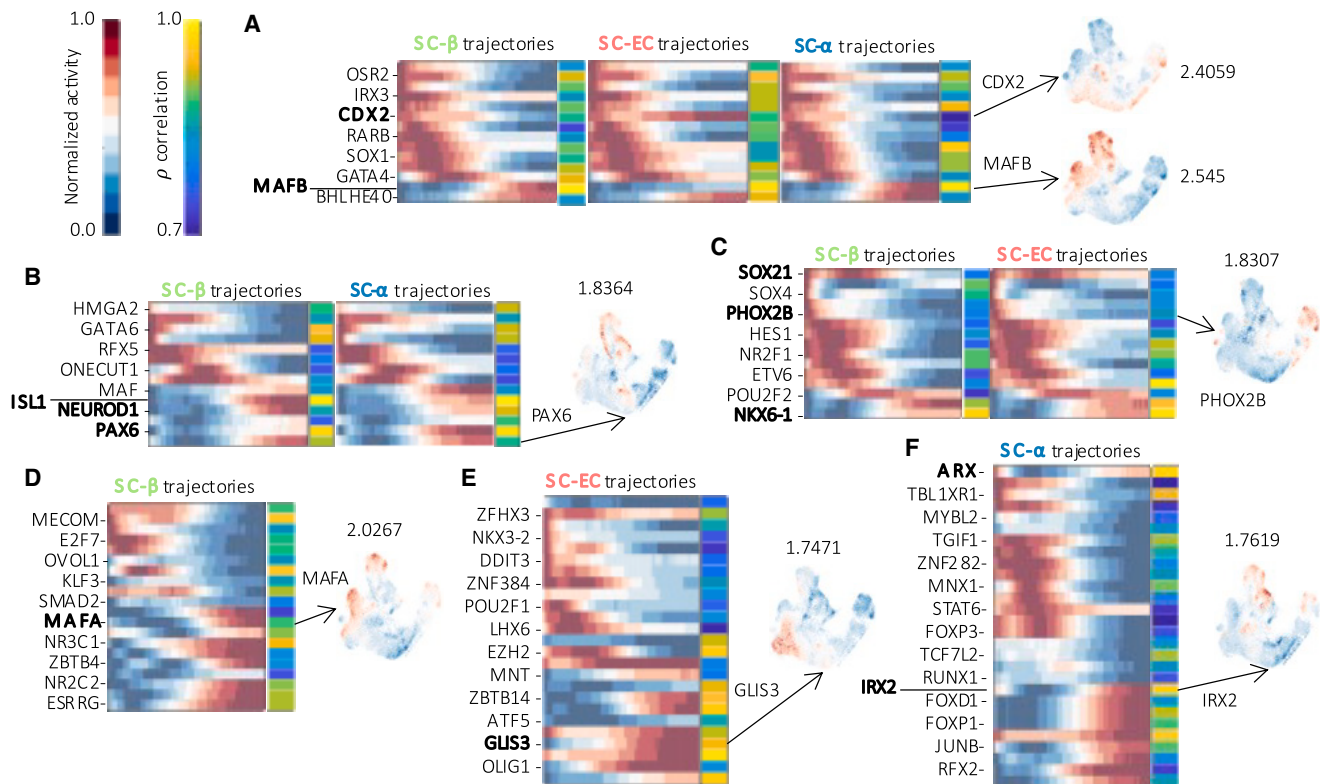 1.0
0.0
Normalized activity
1.0
0.7
ρ correlation
A
SC-β trajectories
SC-EC trajectories
SC-α trajectories
OSR2
IRX3
CDX2
RARB
SOX1
GATA4
MAFB
BHLHE40
CDX2
2.4059
MAFB
2.545
B
SC-β trajectories
SC-α trajectories
HMGA2
GATA6
RFX5
ONECUT1
MAF
ISL1
NEUROD1
PAX6
1.8364
PAX6
C
SC-β trajectories
SC-EC trajectories
SOX21
SOX4
PHOX2B
HES1
NR2F1
ETV6
POU2F2
NKX6-1
1.8307
PHOX2B
D
SC-β trajectories
MECOM
E2F7
OVOL1
KLF3
SMAD2
MAFA
NR3C1
ZBTB4
NR2C2
ESRRG
2.0267
MAFA
E
SC-EC trajectories
ZFHX3
NKX3-2
DDIT3
ZNF384
POU2F1
LHX6
EZH2
MNT
ZBTB14
ATF5
GLIS3
OLIG1
1.7471
GLIS3
F
SC-α trajectories
ARX
TBL1XR1
MYBL2
TGIF1
ZNF282
MNX1
STAT6
FOXP3
TCF7L2
RUNX1
IRX2
FOXD1
FOXP1
JUNB
RFX2
1.7619
IRX2